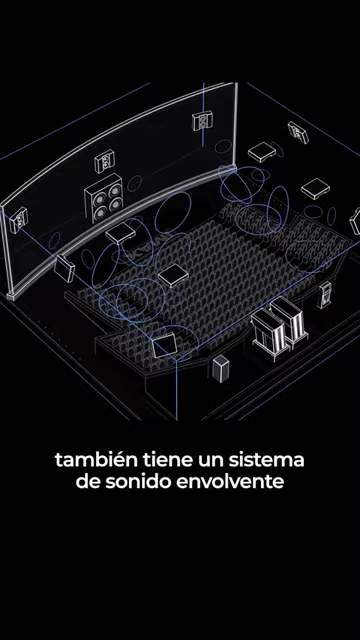 también tiene un sistema
de sonido envolvente